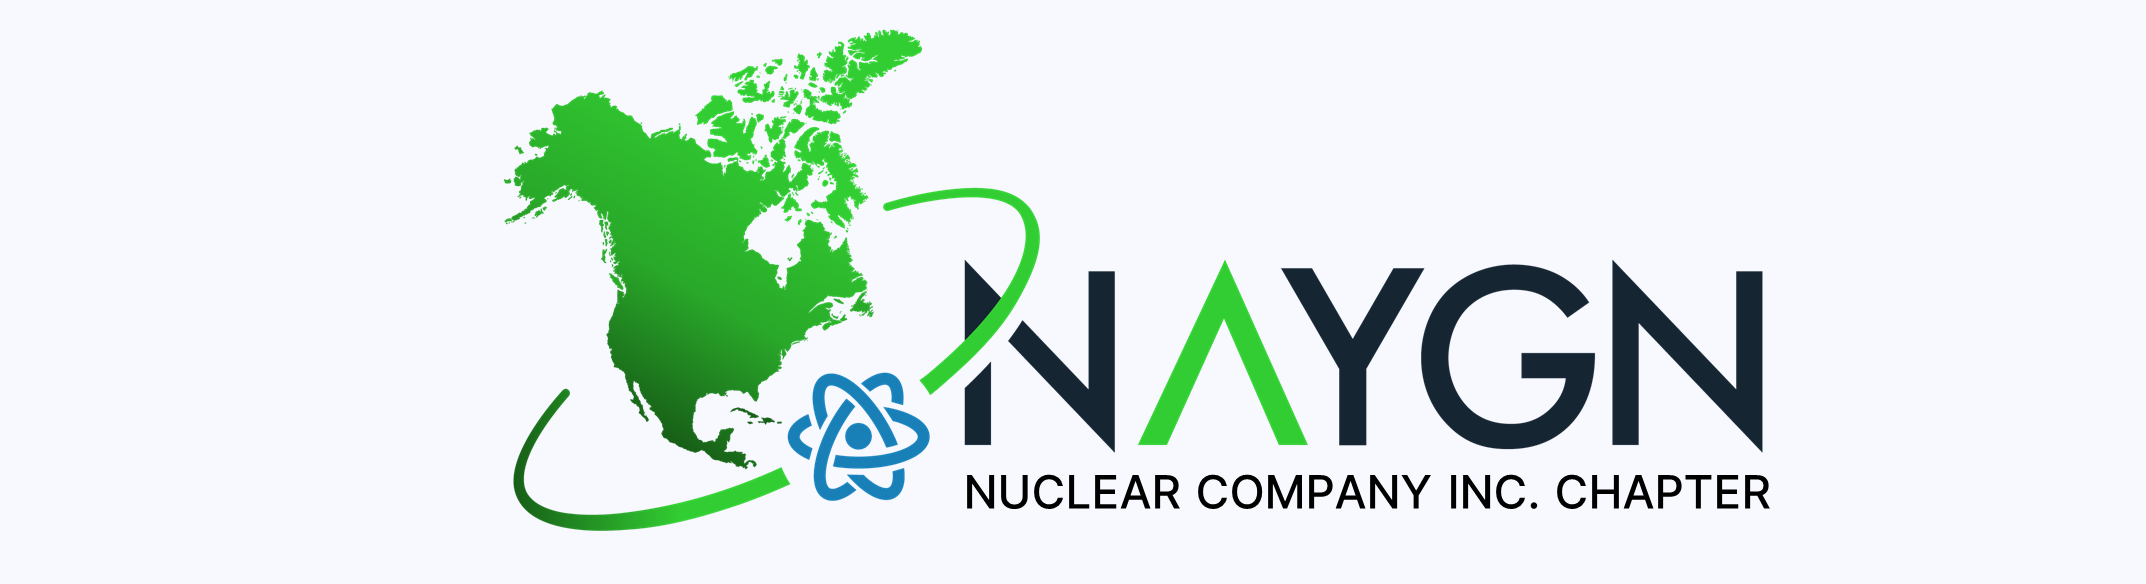 NAYGN
NUCLEAR COMPANY INC. CHAPTER